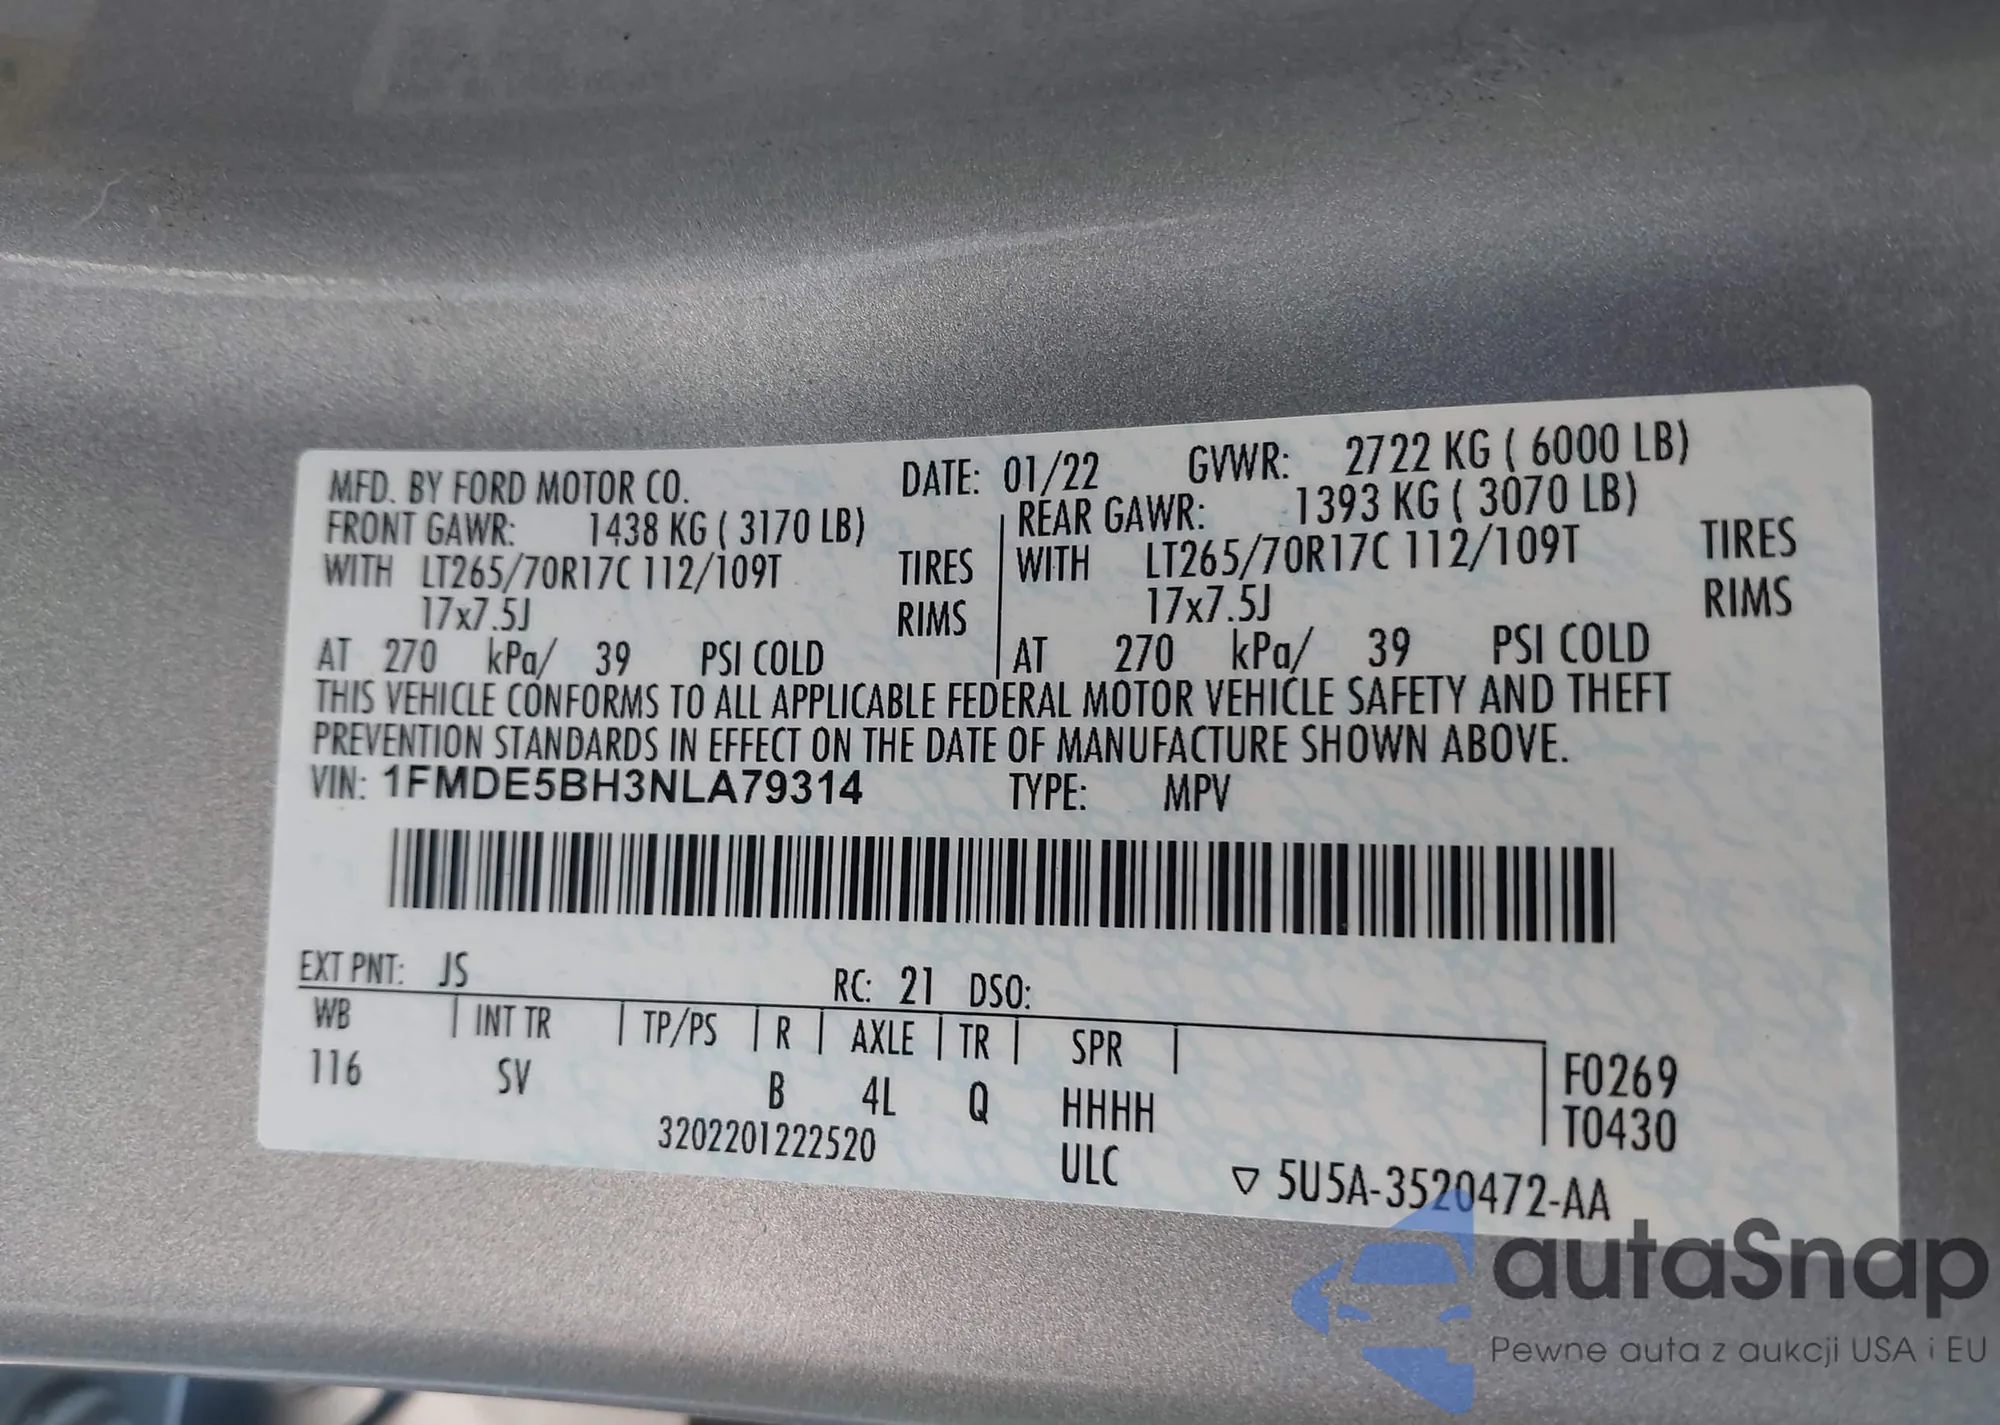 MFD. BY FORD MOTOR CO. DATE: 01/22 GVWR: 2722 KG ( 6000 LB)
FRONT GAWR: 1438 KG ( 3170 LB) REAR GAWR: 1393 KG ( 3070 LB)
WITH LT265/70R17C 112/109T TIRES WITH LT265/70R17C 112/109T TIRES
17x7.5J RIMS 17x7.5J RIMS
AT 270 kPa/ 39 PSI COLD AT 270 kPa/ 39 PSI COLD
THIS VEHICLE CONFORMS TO ALL APPLICABLE FEDERAL MOTOR VEHICLE SAFETY AND THEFT
PREVENTION STANDARDS IN EFFECT ON THE DATE OF MANUFACTURE SHOWN ABOVE.
VIN: 1FMDE5BH3NLA79314 TYPE: MPV
EXT PNT: JS RC: 21 DSO:
WB INT TR TP/PS R AXLE TR SPR
116 SV B 4L Q HHHH
F0269
T0430
3202201222520 ULC
▽ 5U5A-3520472-AA
autaSnap
Pewne auta z aukcji USA i EU